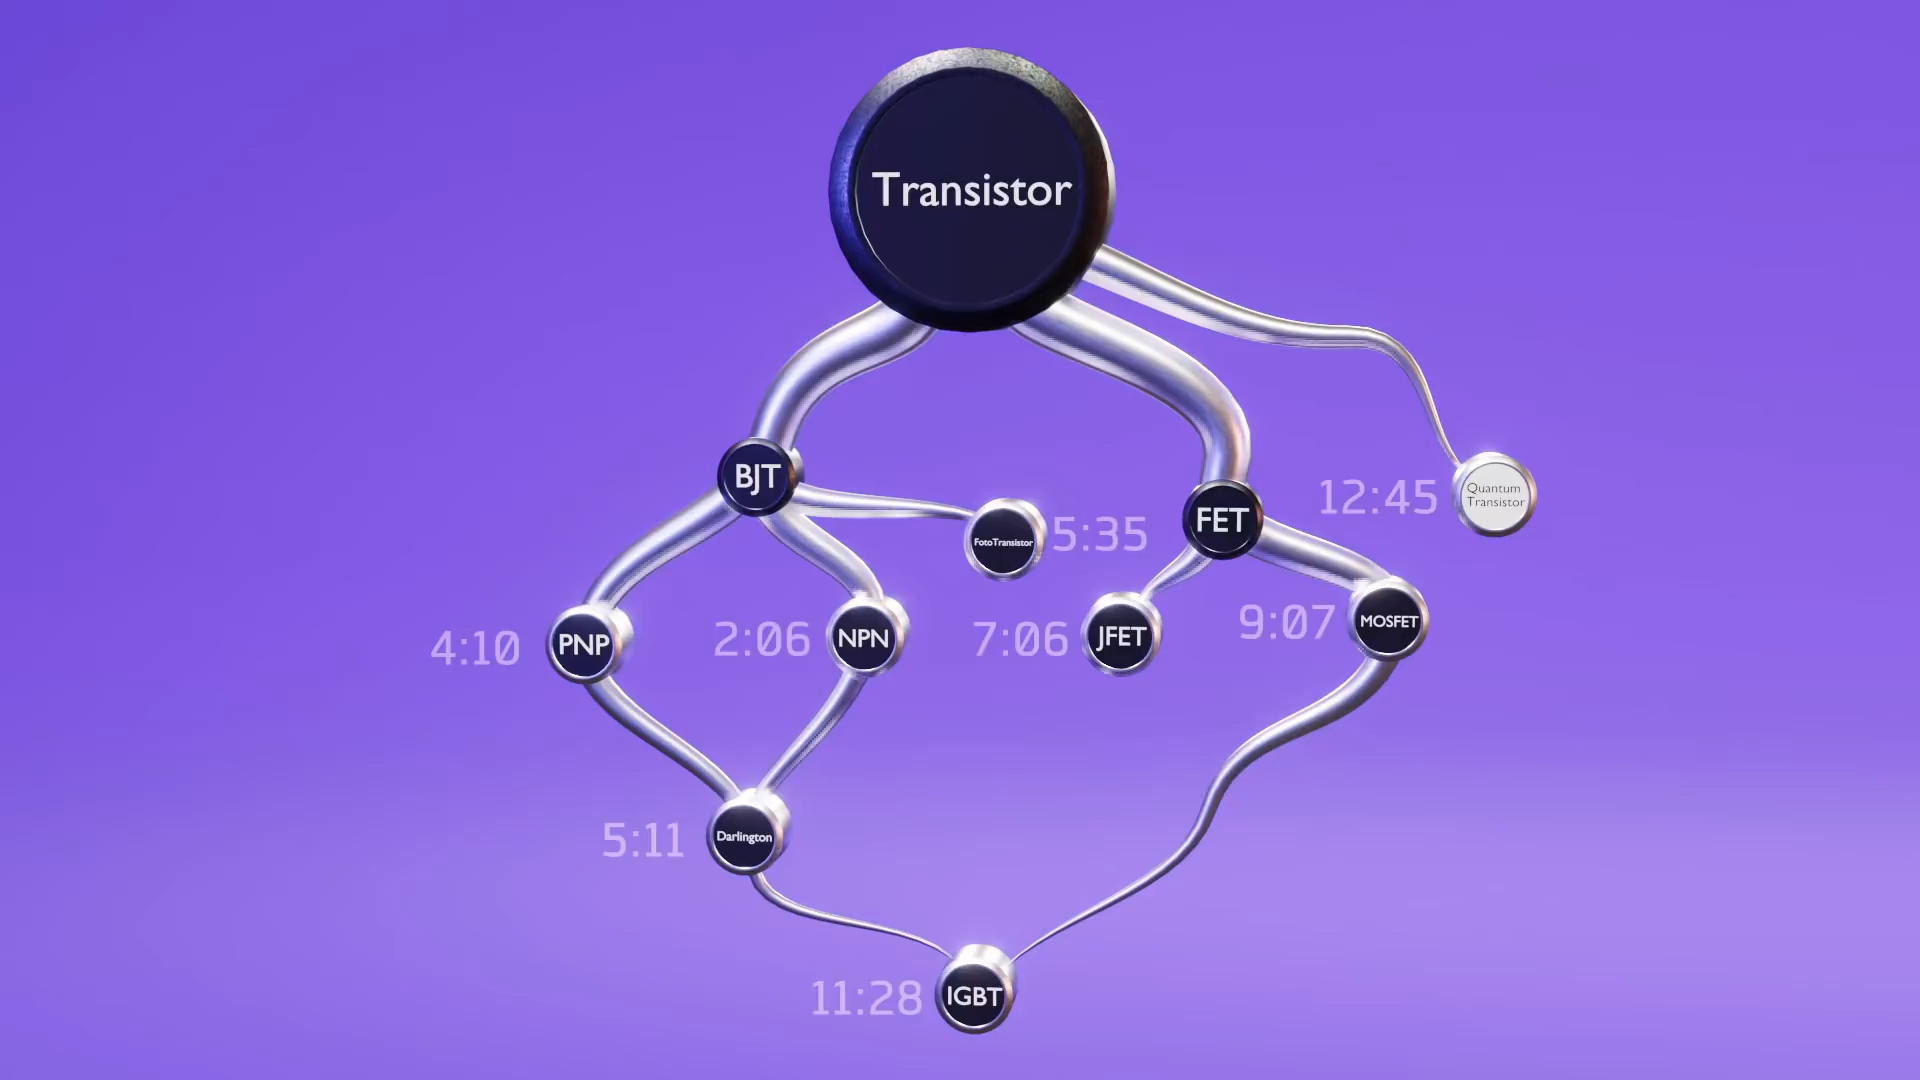 Transistor
BJT
FET
12:45
Quantum
Transistor
FotoTransistor
5:35
4:10
PNP
2:06
NPN
7:06
JFET
9:07
MOSFET
5:11
Darlington
11:28
IGBT